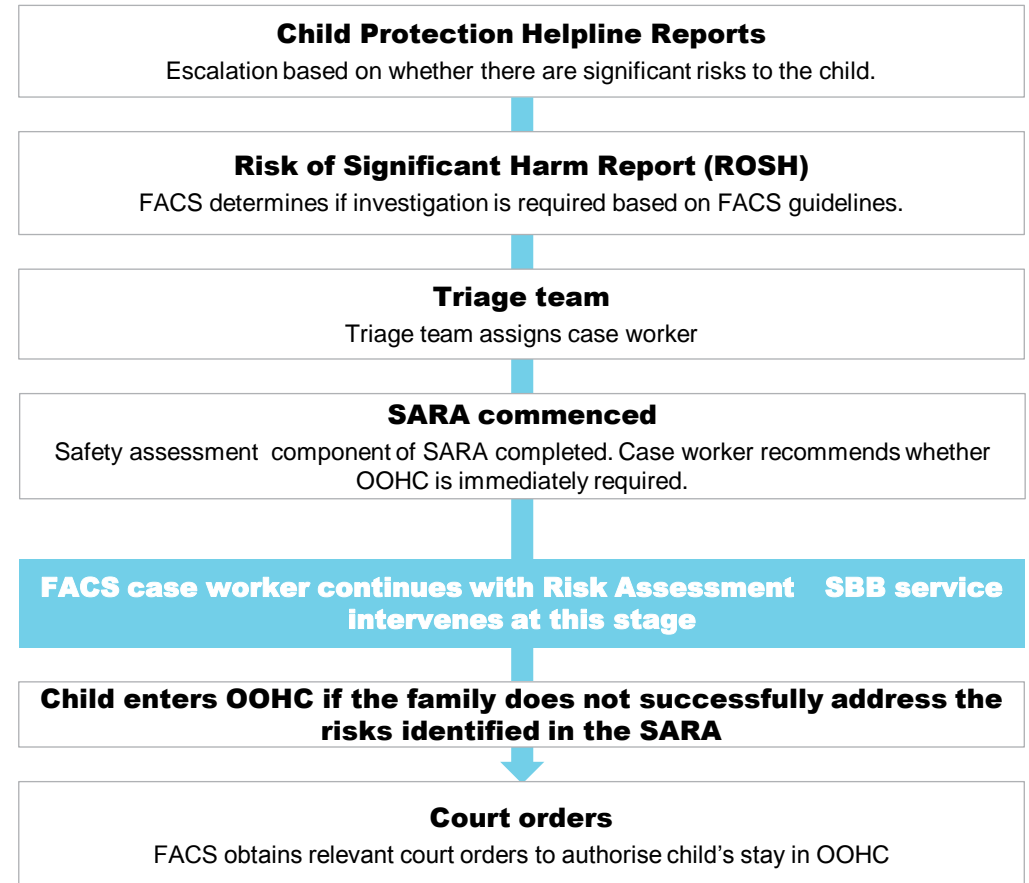 Child Protection Helpline Reports
Escalation based on whether there are significant risks to the child.
Risk of Significant Harm Report (ROSH)
FACS determines if investigation is required based on FACS guidelines.
Triage team
Triage team assigns case worker
SARA commenced
Safety assessment component of SARA completed. Case worker recommends whether
OOHC is immediately required.
FACS case worker continues with Risk Assessment SBB service
intervenes at this stage
Child enters OOHC if the family does not successfully address the
risks identified in the SARA
Court orders
FACS obtains relevant court orders to authorise child’s stay in OOHC